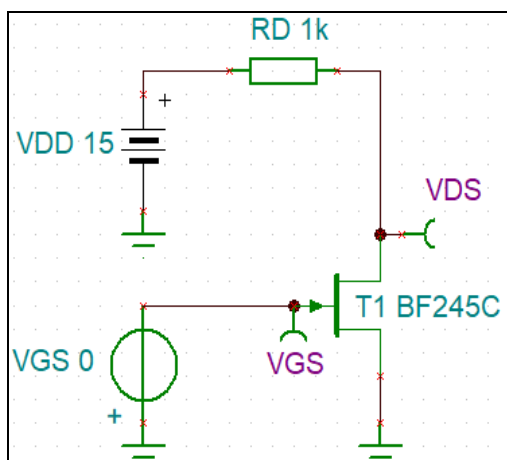 RD 1k
+
VDD 15
VDS
T1 BF245C
VGS
VGS 0
+